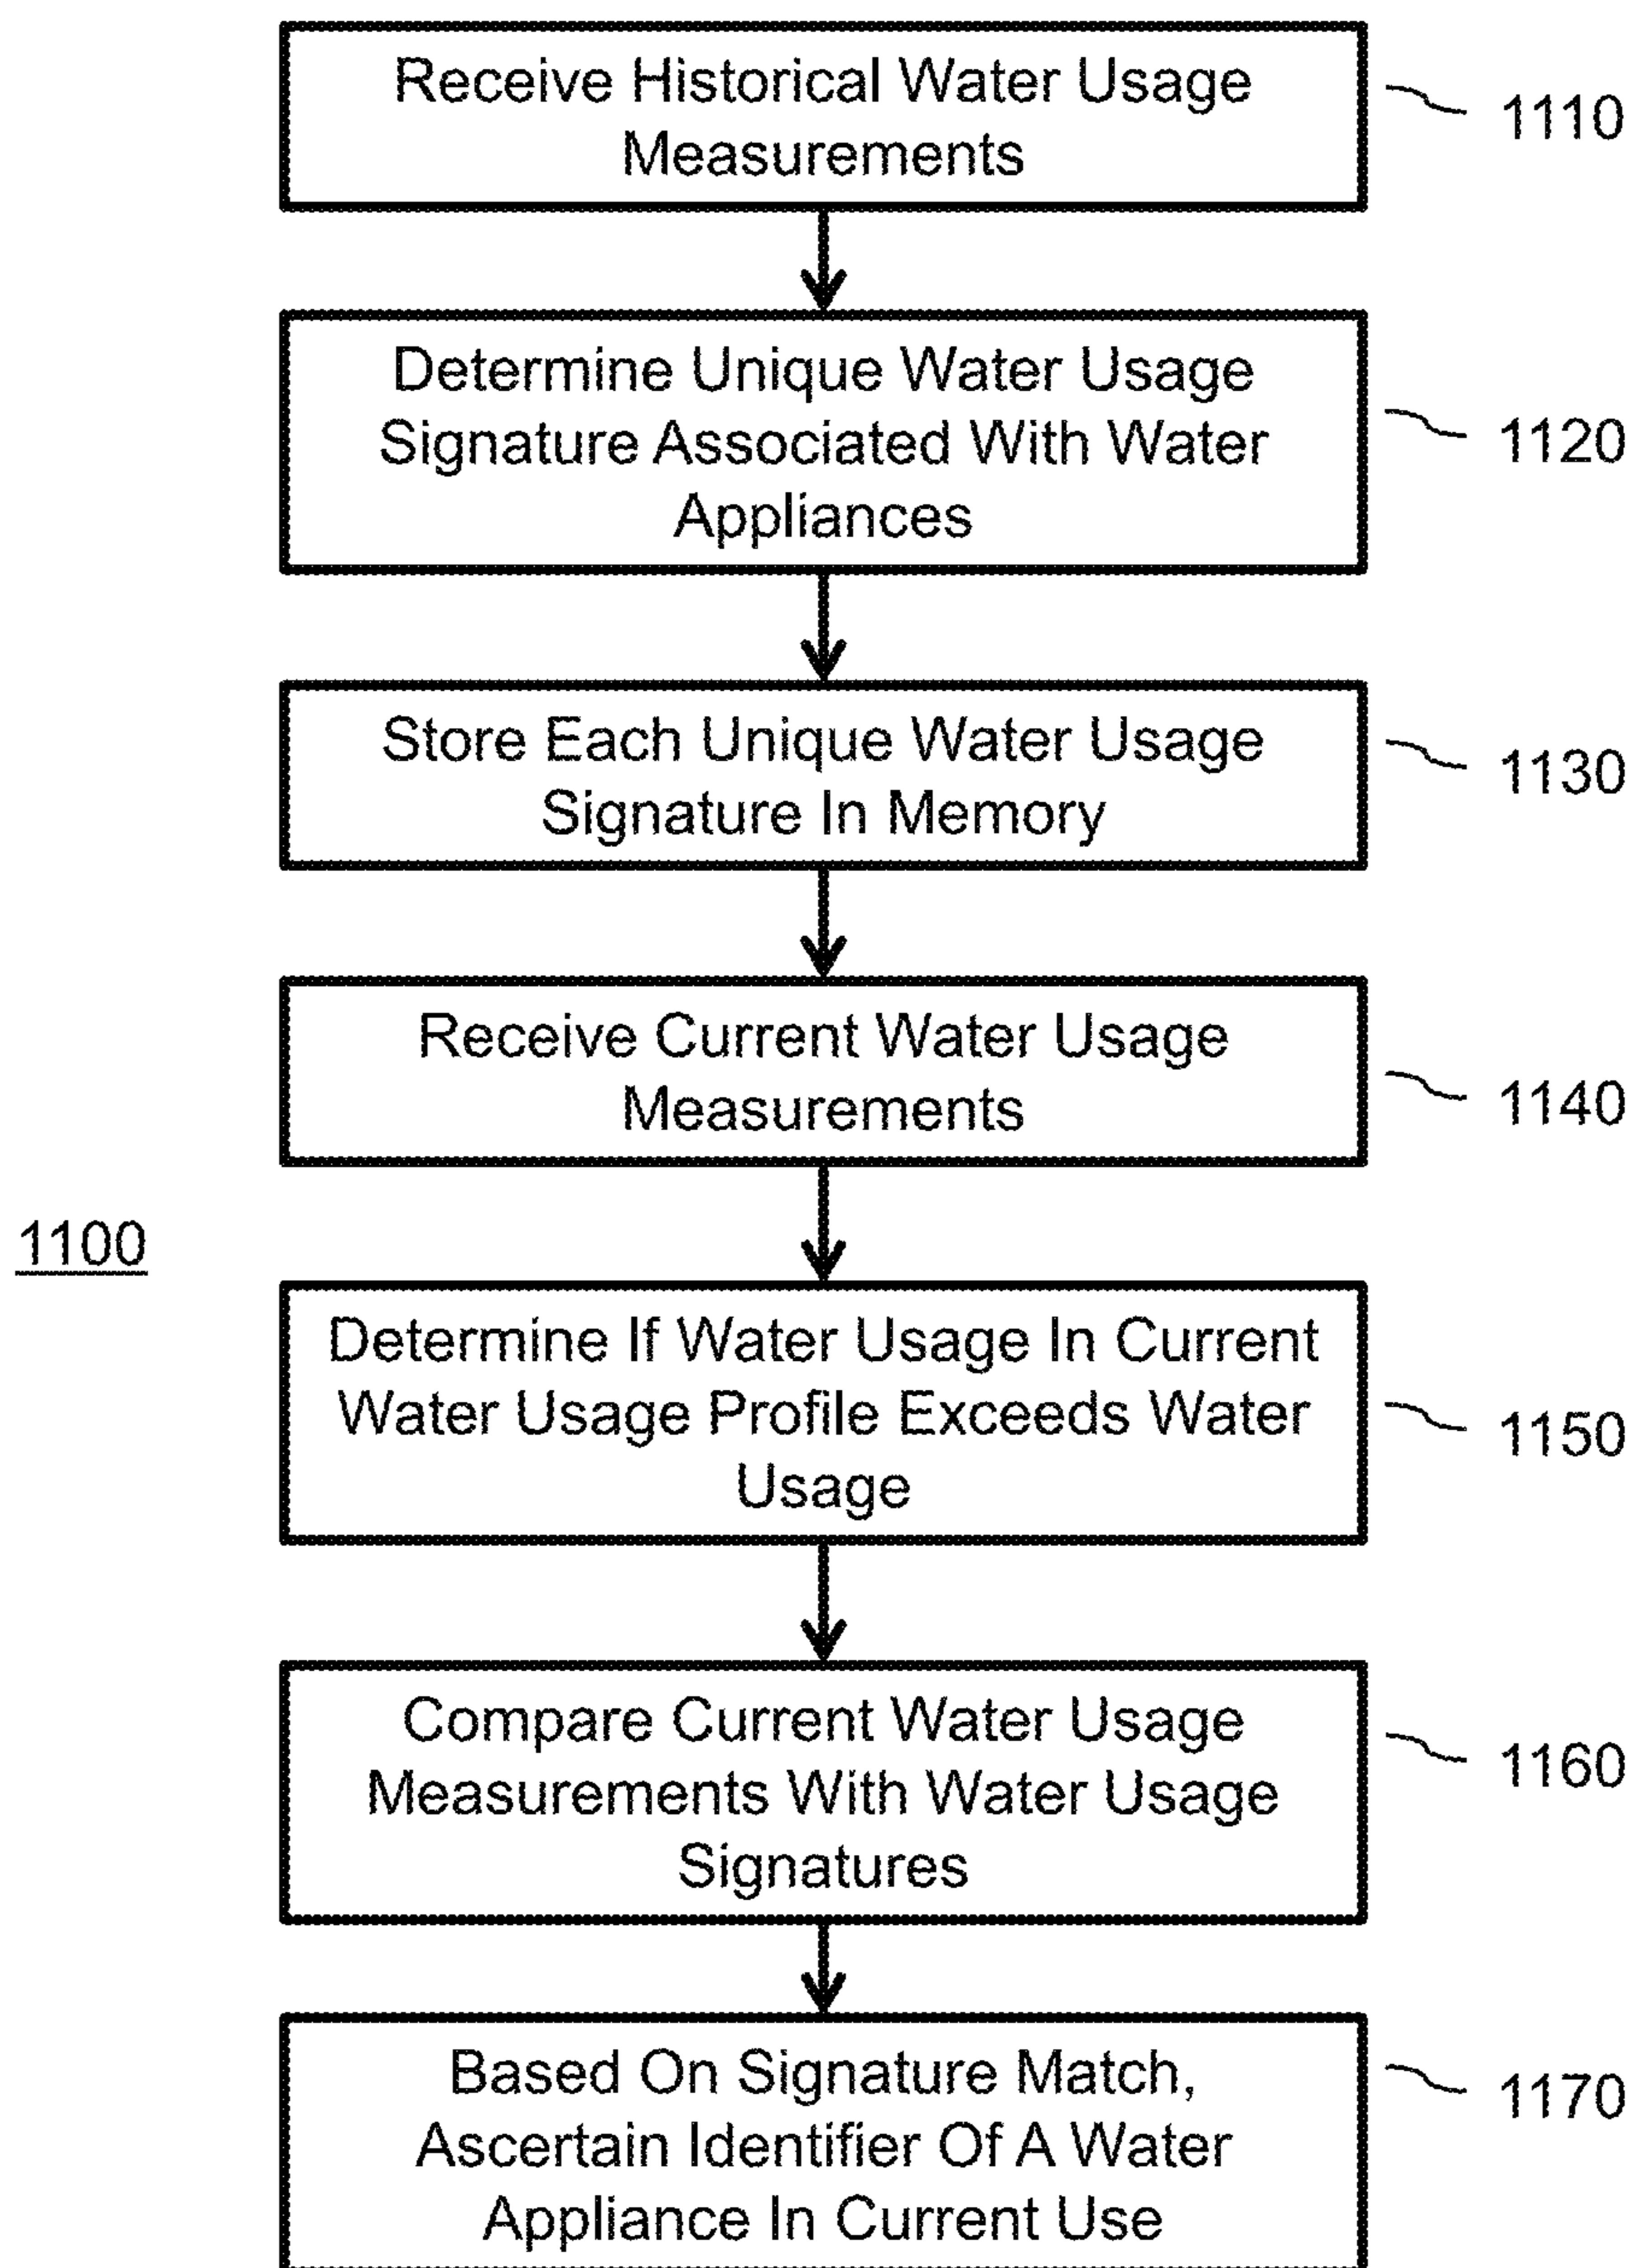 Receive Historical Water Usage
Measurements
1110
Determine Unique Water Usage
Signature Associated With Water
Appliances
1120
Store Each Unique Water Usage
Signature In Memory
1130
Receive Current Water Usage
Measurements
1140
1100
Determine If Water Usage In Current
Water Usage Profile Exceeds Water
Usage
1150
Compare Current Water Usage
Measurements With Water Usage
Signatures
1160
Based On Signature Match,
Ascertain Identifier Of A Water
Appliance In Current Use
1170